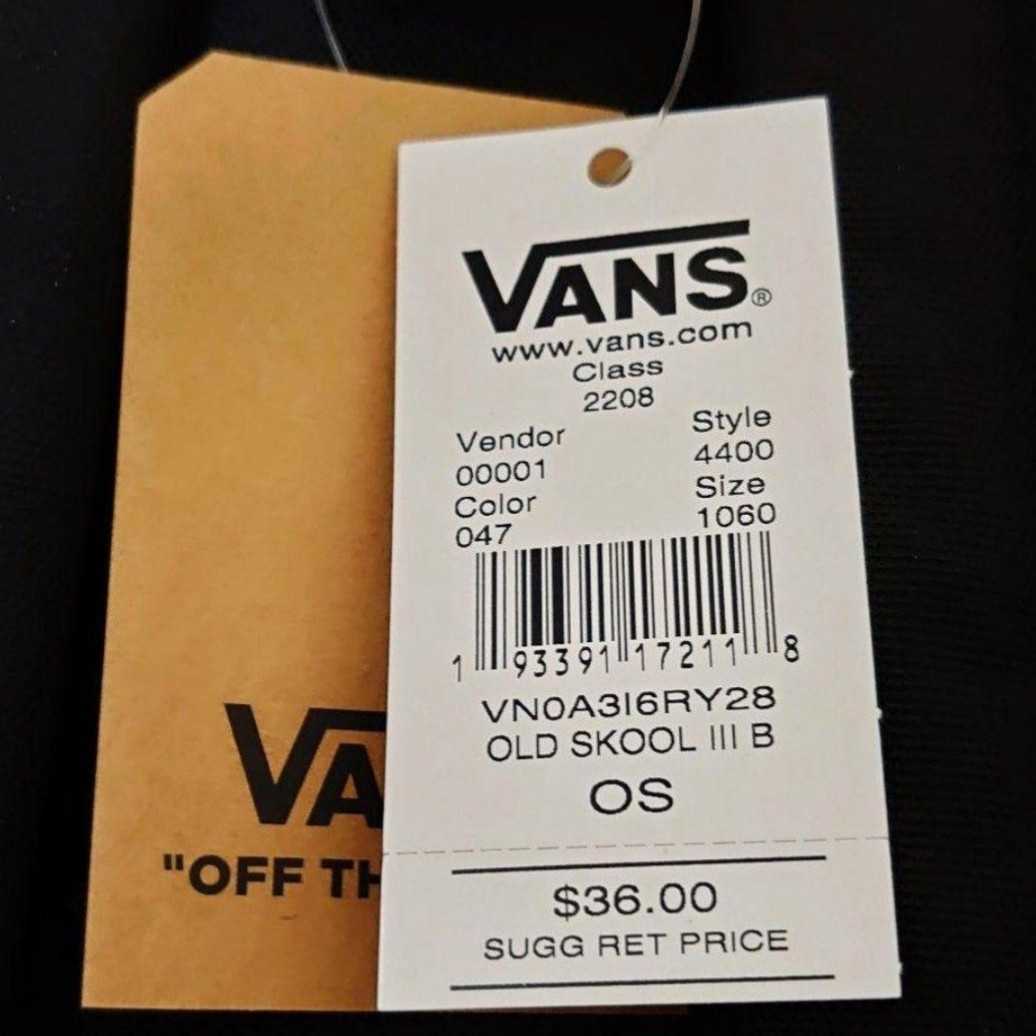 VANS®
www.vans.com
Class
2208
Vendor Style
00001 4400
Color Size
047 1060
1 93391 17211 8
VN0A3I6RY28
OLD SKOOL III B
OS
$36.00
SUGG RET PRICE
VA
"OFF TH